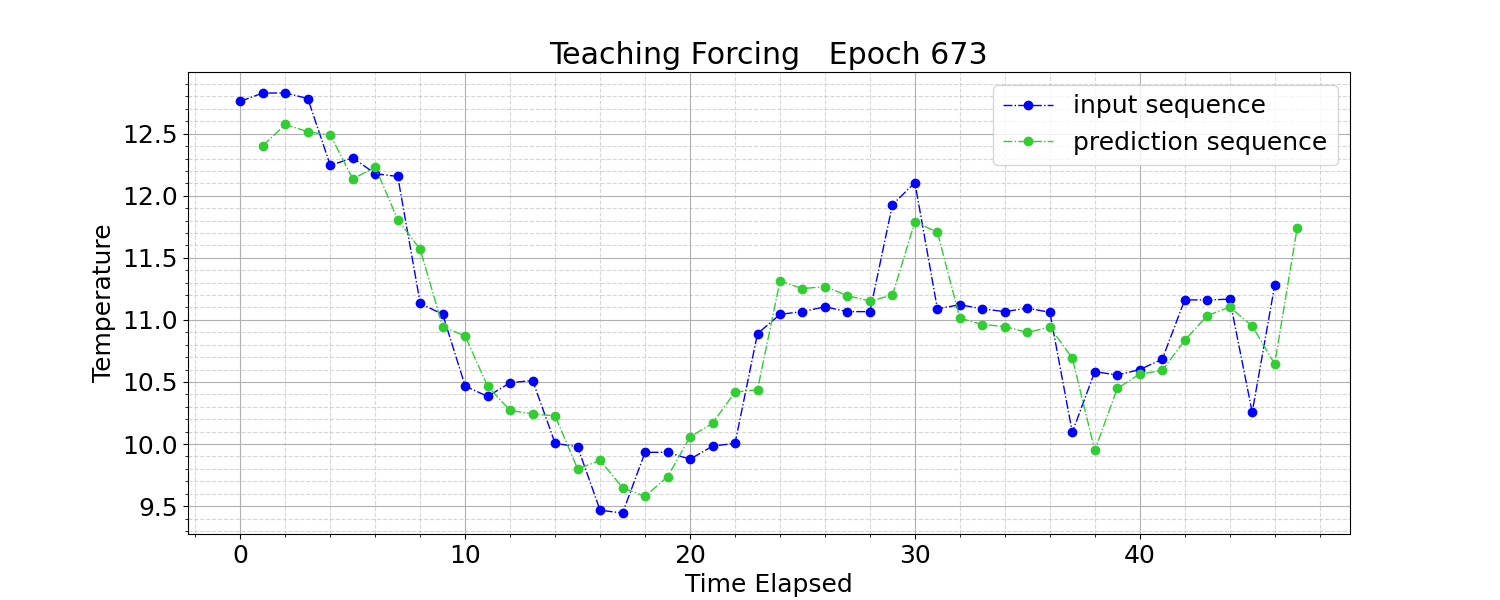 Teaching Forcing   Epoch 673
input sequence
prediction sequence
Temperature
12.5
12.0
11.5
11.0
10.5
10.0
9.5
0 10 20 30 40
Time Elapsed